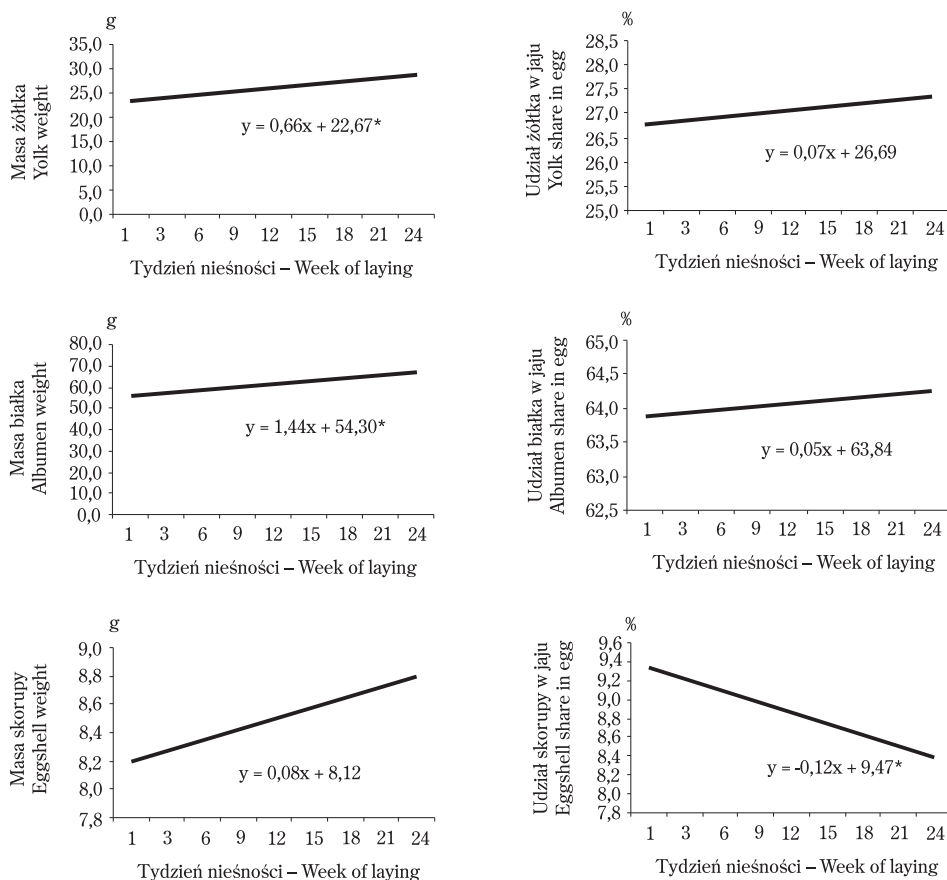 g
Masa żółtka
Yolk weight
35,0
30,0
25,0
20,0
15,0
10,0
5,0
0,0
y = 0,66x + 22,67*
1 3 6 9 12 15 18 21 24
Tydzień nieśności – Week of laying
%
Udział żółtka w jaju
Yolk share in egg
28,5
28,0
27,5
27,0
26,5
26,0
25,5
25,0
y = 0,07x + 26,69
1 3 6 9 12 15 18 21 24
Tydzień nieśności – Week of laying
g
Masa białka
Albumen weight
80,0
70,0
60,0
50,0
40,0
30,0
20,0
10,0
0,0
y = 1,44x + 54,30*
1 3 6 9 12 15 18 21 24
Tydzień nieśności – Week of laying
%
Udział białka w jaju
Albumen share in egg
65,0
64,5
64,0
63,5
63,0
62,5
y = 0,05x + 63,84
1 3 6 9 12 15 18 21 24
Tydzień nieśności – Week of laying
g
Masa skorupy
Eggshell weight
9,0
8,8
8,6
8,4
8,2
8,0
7,8
y = 0,08x + 8,12
1 3 6 9 12 15 18 21 24
Tydzień nieśności – Week of laying
%
Udział skorupy w jaju
Eggshell share in egg
9,6
9,4
9,2
9,0
8,8
8,6
8,4
8,2
8,0
7,8
y = -0,12x + 9,47*
1 3 6 9 12 15 18 21 24
Tydzień nieśności – Week of laying